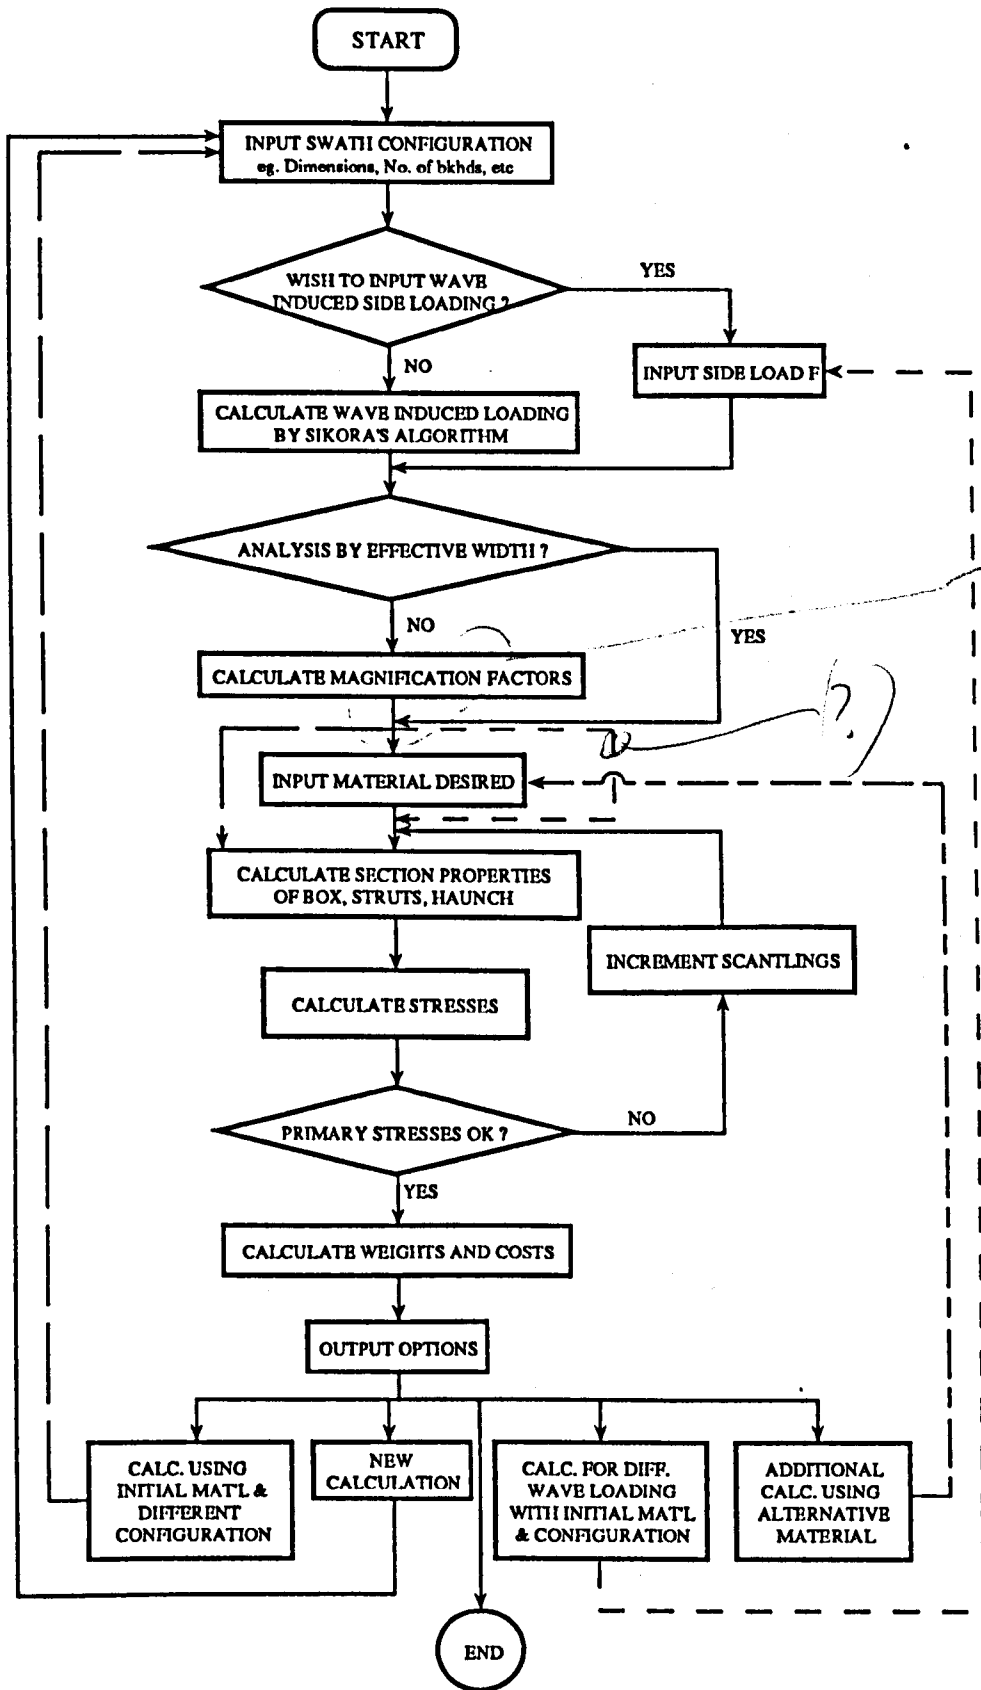 START
INPUT SWATH CONFIGURATION
eg. Dimensions, No. of bkhds, etc
WISH TO INPUT WAVE
INDUCED SIDE LOADING ?
YES
NO
INPUT SIDE LOAD F
CALCULATE WAVE INDUCED LOADING
BY SIKORA'S ALGORITHM
ANALYSIS BY EFFECTIVE WIDTH ?
NO
YES
CALCULATE MAGNIFICATION FACTORS
?
INPUT MATERIAL DESIRED
CALCULATE SECTION PROPERTIES
OF BOX, STRUTS, HAUNCH
INCREMENT SCANTLINGS
CALCULATE STRESSES
PRIMARY STRESSES OK ?
NO
YES
CALCULATE WEIGHTS AND COSTS
OUTPUT OPTIONS
CALC. USING
INITIAL MAT'L &
DIFFERENT
CONFIGURATION
NEW
CALCULATION
CALC. FOR DIFF.
WAVE LOADING
WITH INITIAL MAT'L
& CONFIGURATION
ADDITIONAL
CALC. USING
ALTERNATIVE
MATERIAL
END